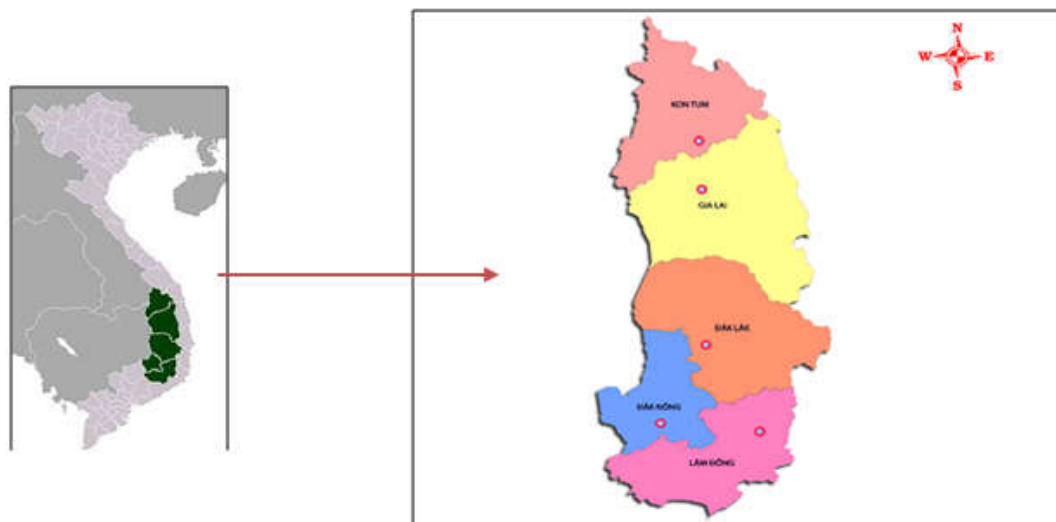 N
W E
S
KON TUM
GIA LAI
ĐĂK LĂK
ĐĂK NÔNG
LÂM ĐỒNG